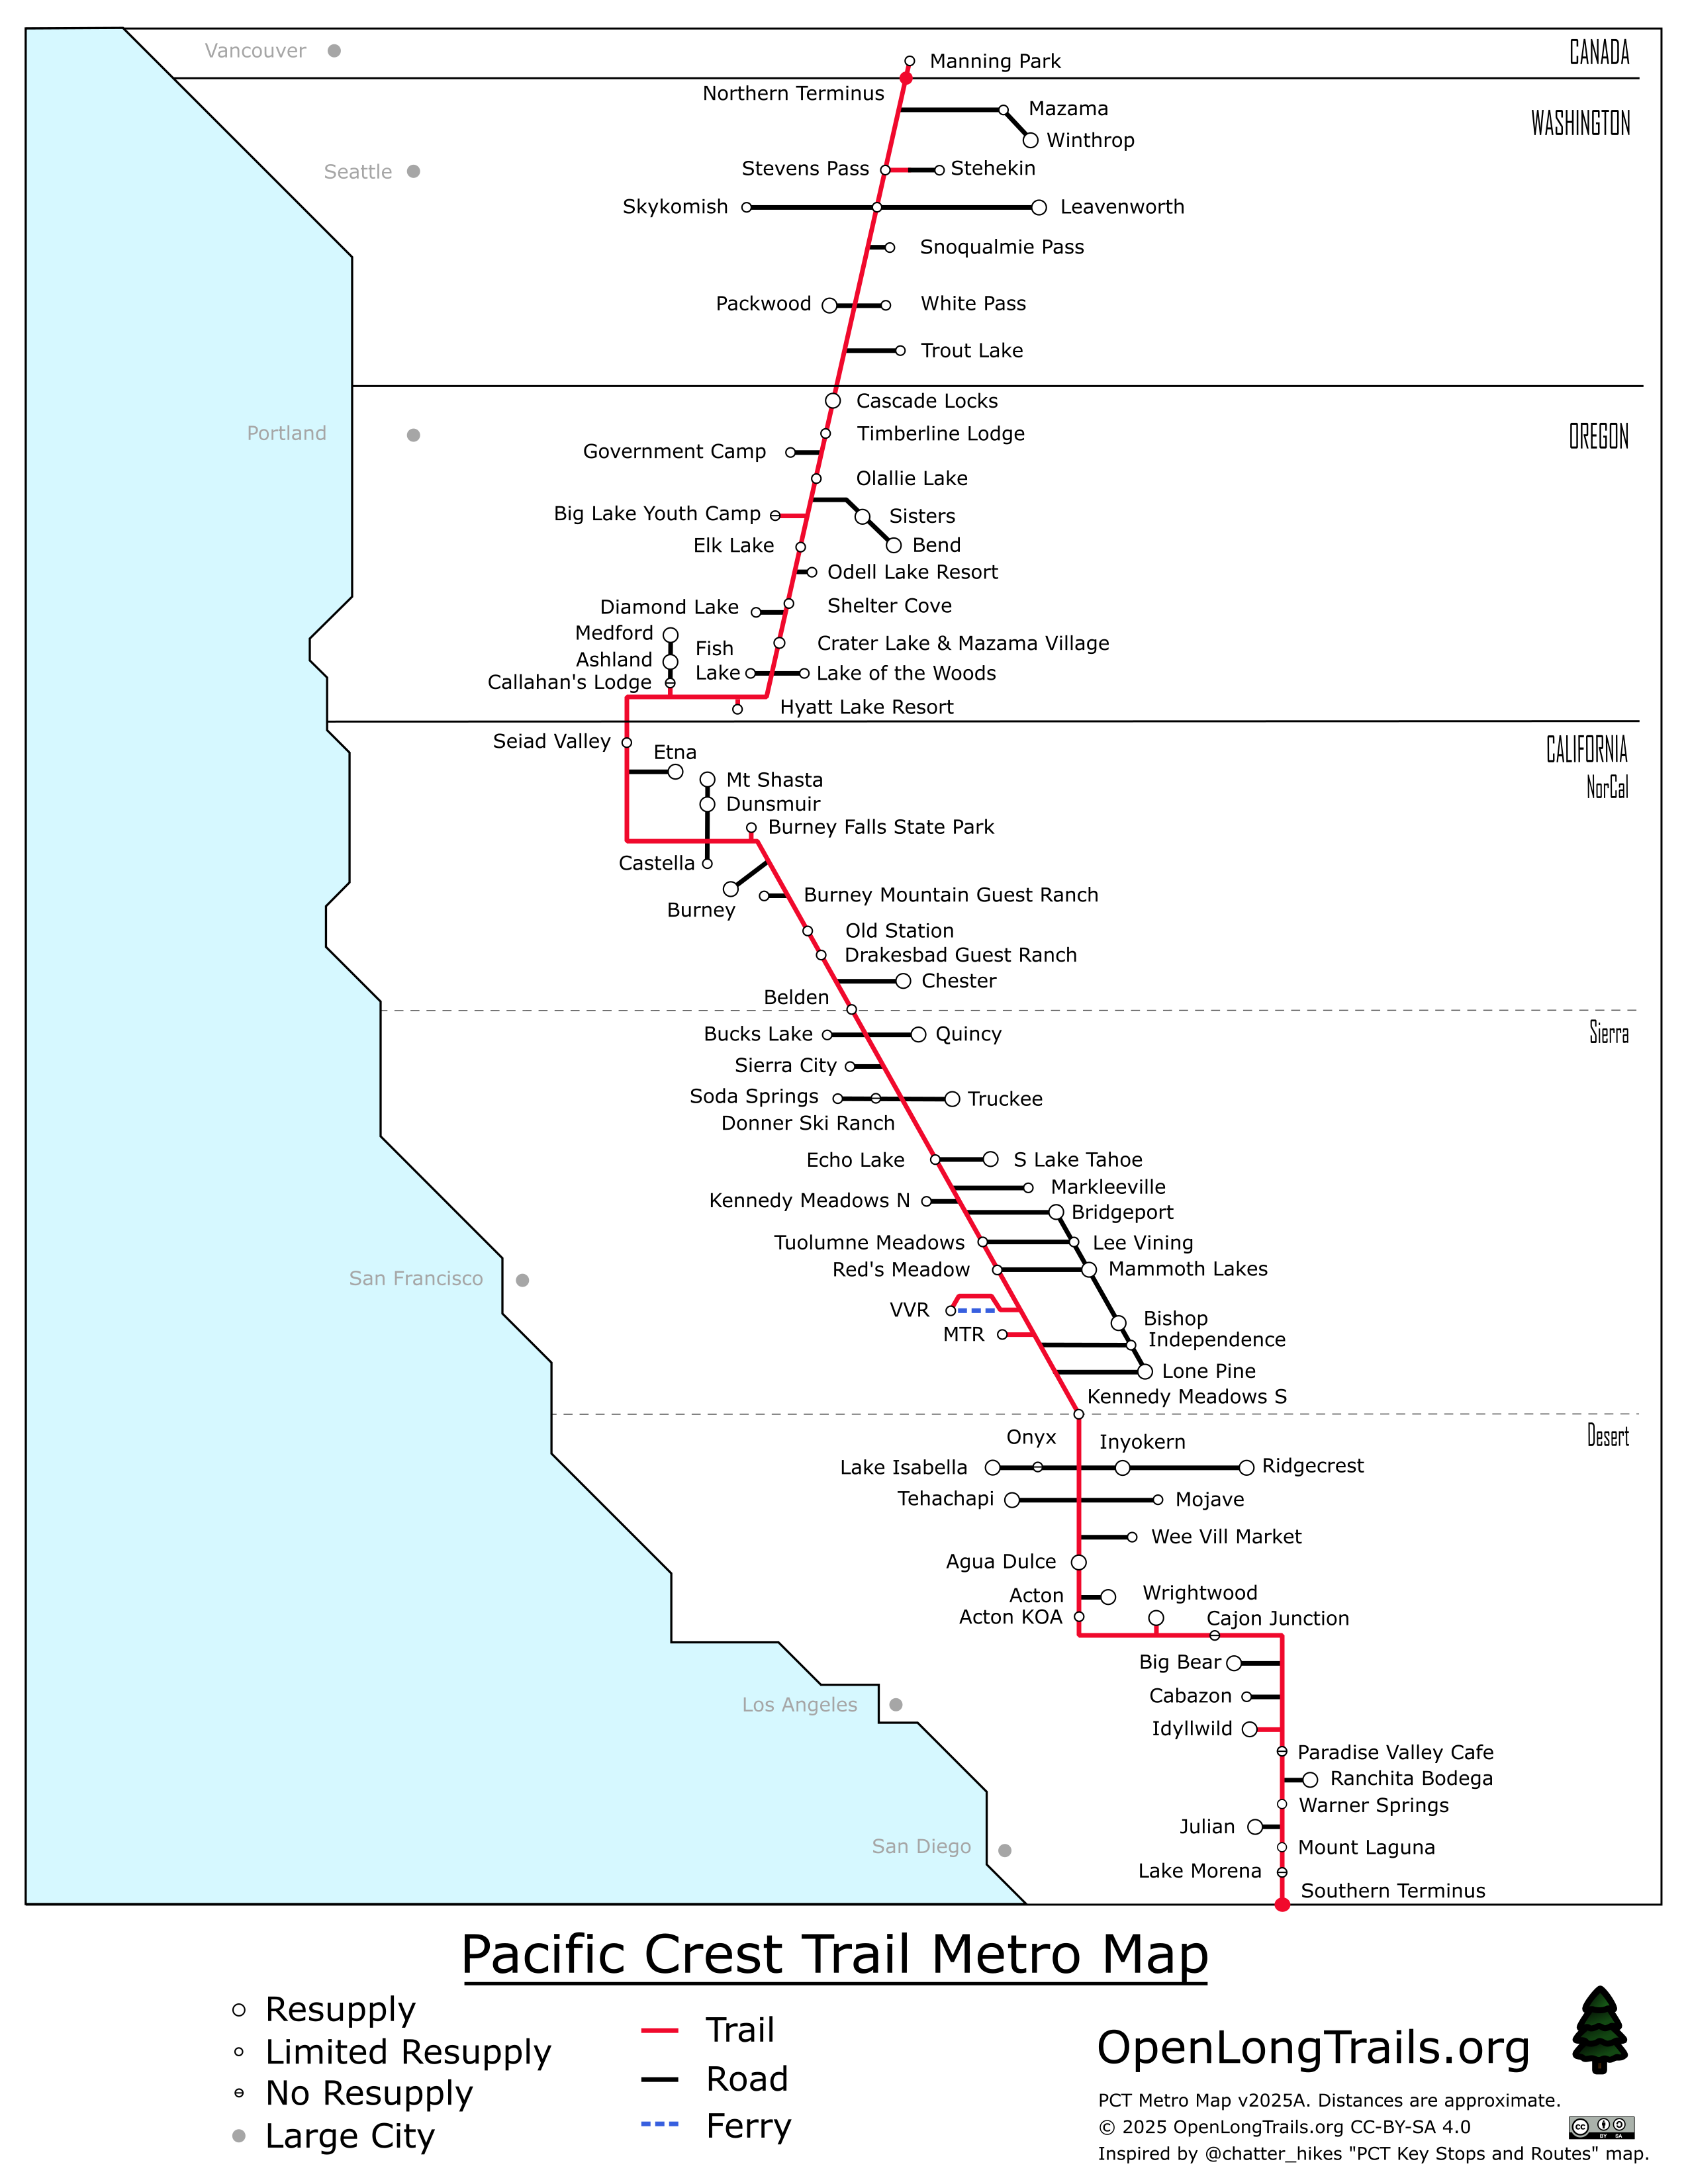 Vancouver
CANADA
Manning Park
Northern Terminus
WASHINGTON
Mazama
Winthrop
Seattle
Stevens Pass
Stehekin
Skykomish
Leavenworth
Snoqualmie Pass
Packwood
White Pass
Trout Lake
Cascade Locks
Portland
Timberline Lodge
OREGON
Government Camp
Olallie Lake
Big Lake Youth Camp
Sisters
Elk Lake
Bend
Odell Lake Resort
Diamond Lake
Shelter Cove
Medford
Crater Lake & Mazama Village
Ashland
Fish
Lake
Lake of the Woods
Callahan's Lodge
Hyatt Lake Resort
Seiad Valley
CALIFORNIA
NorCal
Etna
Mt Shasta
Dunsmuir
Burney Falls State Park
Castella
Burney
Burney Mountain Guest Ranch
Old Station
Drakesbad Guest Ranch
Chester
Belden
Sierra
Bucks Lake
Quincy
Sierra City
Soda Springs
Truckee
Donner Ski Ranch
Echo Lake
S Lake Tahoe
Markleeville
Kennedy Meadows N
Bridgeport
Tuolumne Meadows
Lee Vining
Red's Meadow
Mammoth Lakes
San Francisco
VVR
Bishop
MTR
Independence
Lone Pine
Kennedy Meadows S
Desert
Onyx
Inyokern
Lake Isabella
Ridgecrest
Tehachapi
Mojave
Wee Vill Market
Agua Dulce
Acton
Wrightwood
Acton KOA
Cajon Junction
Big Bear
Cabazon
Los Angeles
Idyllwild
Paradise Valley Cafe
Ranchita Bodega
Warner Springs
Julian
San Diego
Mount Laguna
Lake Morena
Southern Terminus
Pacific Crest Trail Metro Map
Resupply
Limited Resupply
No Resupply
Large City
Trail
Road
Ferry
OpenLongTrails.org
PCT Metro Map v2025A. Distances are approximate.
© 2025 OpenLongTrails.org CC-BY-SA 4.0
cc BY SA
Inspired by @chatter_hikes "PCT Key Stops and Routes" map.